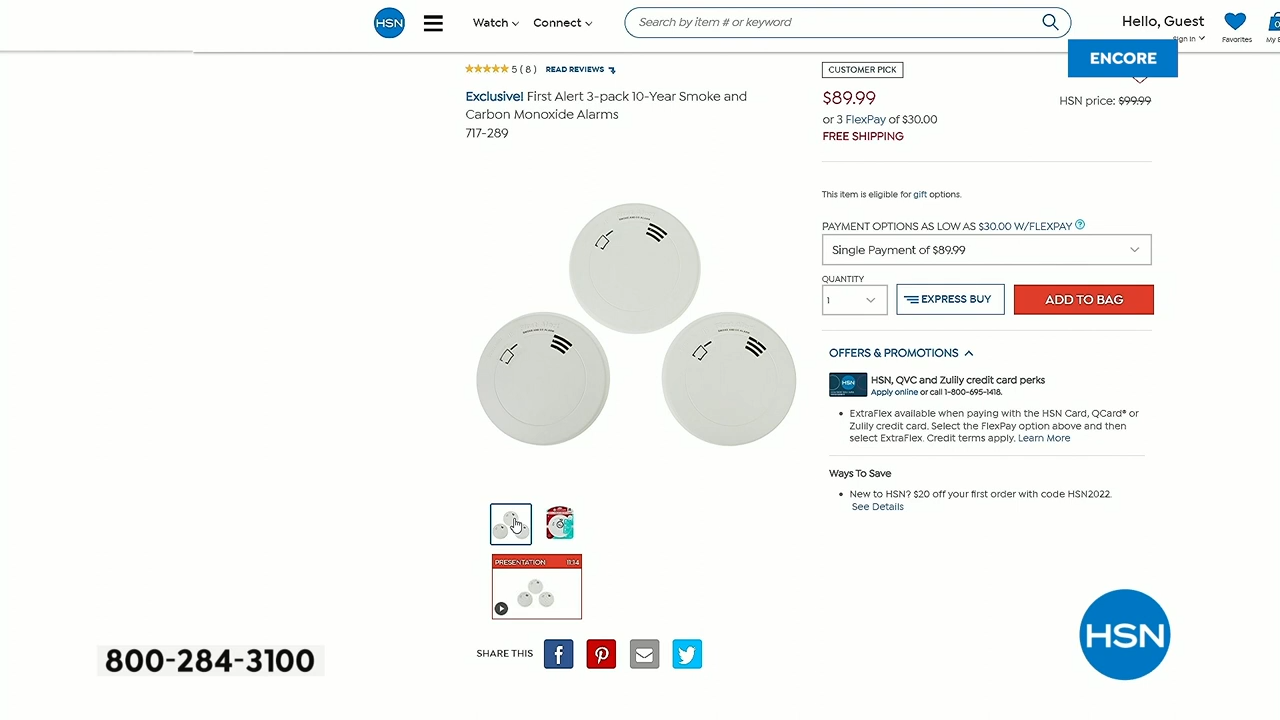 HSN
Watch
Connect
Search by item # or keyword
Hello, Guest
Sign In
Favorites
0
ENCORE
5 ( 8 ) READ REVIEWS
Exclusive! First Alert 3-pack 10-Year Smoke and
Carbon Monoxide Alarms
717-289
CUSTOMER PICK
$89.99
HSN price: $99.99
or 3 FlexPay of $30.00
FREE SHIPPING
This item is eligible for gift options.
PAYMENT OPTIONS AS LOW AS $30.00 W/FLEXPAY ?
Single Payment of $89.99
QUANTITY
1
EXPRESS BUY
ADD TO BAG
OFFERS & PROMOTIONS
HSN
HSN, QVC and Zulily credit card perks
Apply online or call 1-800-695-1418.
• ExtraFlex available when paying with the HSN Card, QCard® or
Zulily credit card. Select the FlexPay option above and then
select ExtraFlex. Credit terms apply. Learn More
Ways To Save
• New to HSN? $20 off your first order with code HSN2022.
See Details
PRESENTATION
SHARE THIS
800-284-3100
HSN